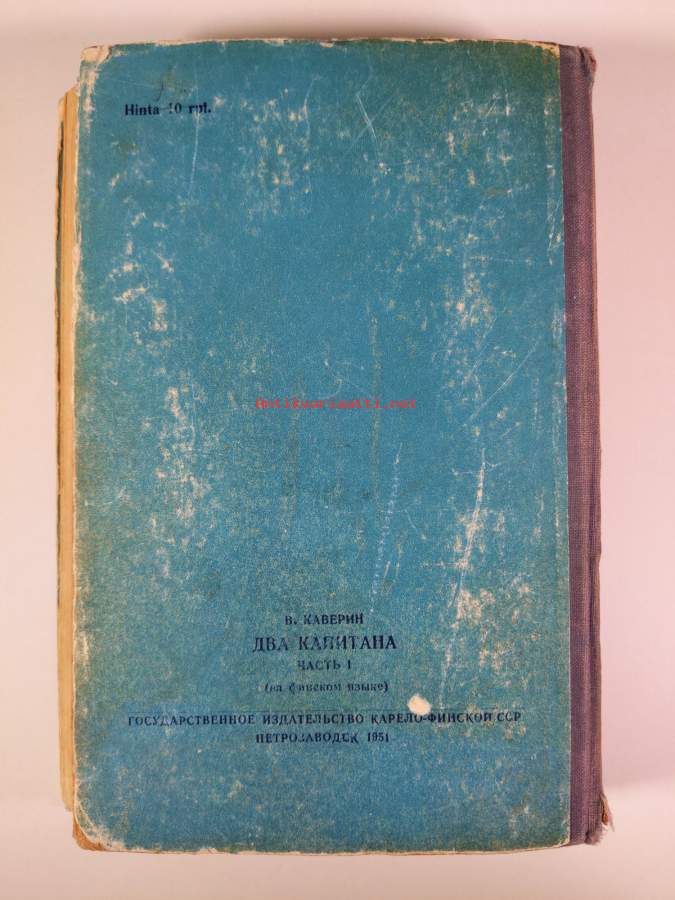 Hinta 10 rpl.
Antikvariaatti.net
В. КАВЕРИН
ДВА КАПИТАНА
ЧАСТЬ I
(на финском языке)
ГОСУДАРСТВЕННОЕ ИЗДАТЕЛЬСТВО КАРЕЛО-ФИНСКОЙ ССР
ПЕТРОЗАВОДСК 1951